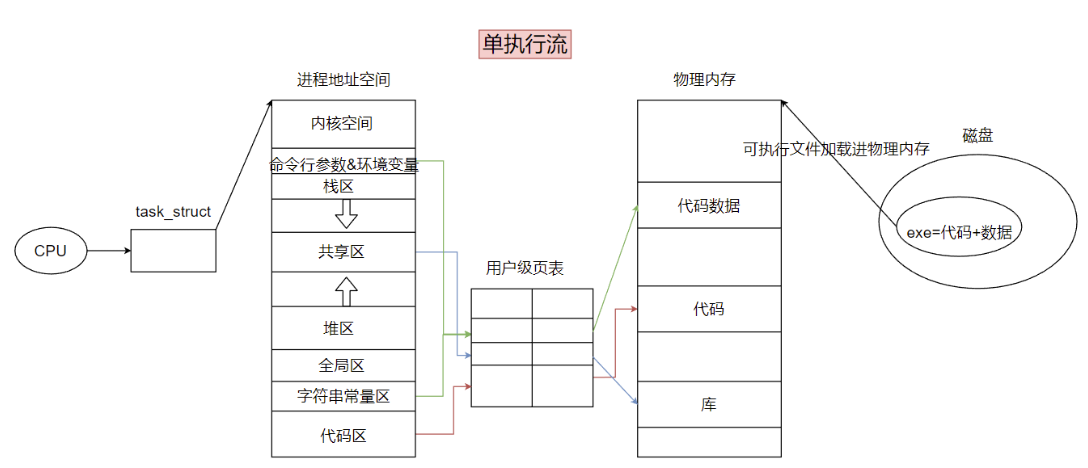 单执行流
进程地址空间
物理内存
内核空间
磁盘
可执行文件加载进物理内存
命令行参数&环境变量
栈区
task_struct
代码数据
exe=代码+数据
CPU
共享区
用户级页表
代码
堆区
全局区
字符串常量区
库
代码区